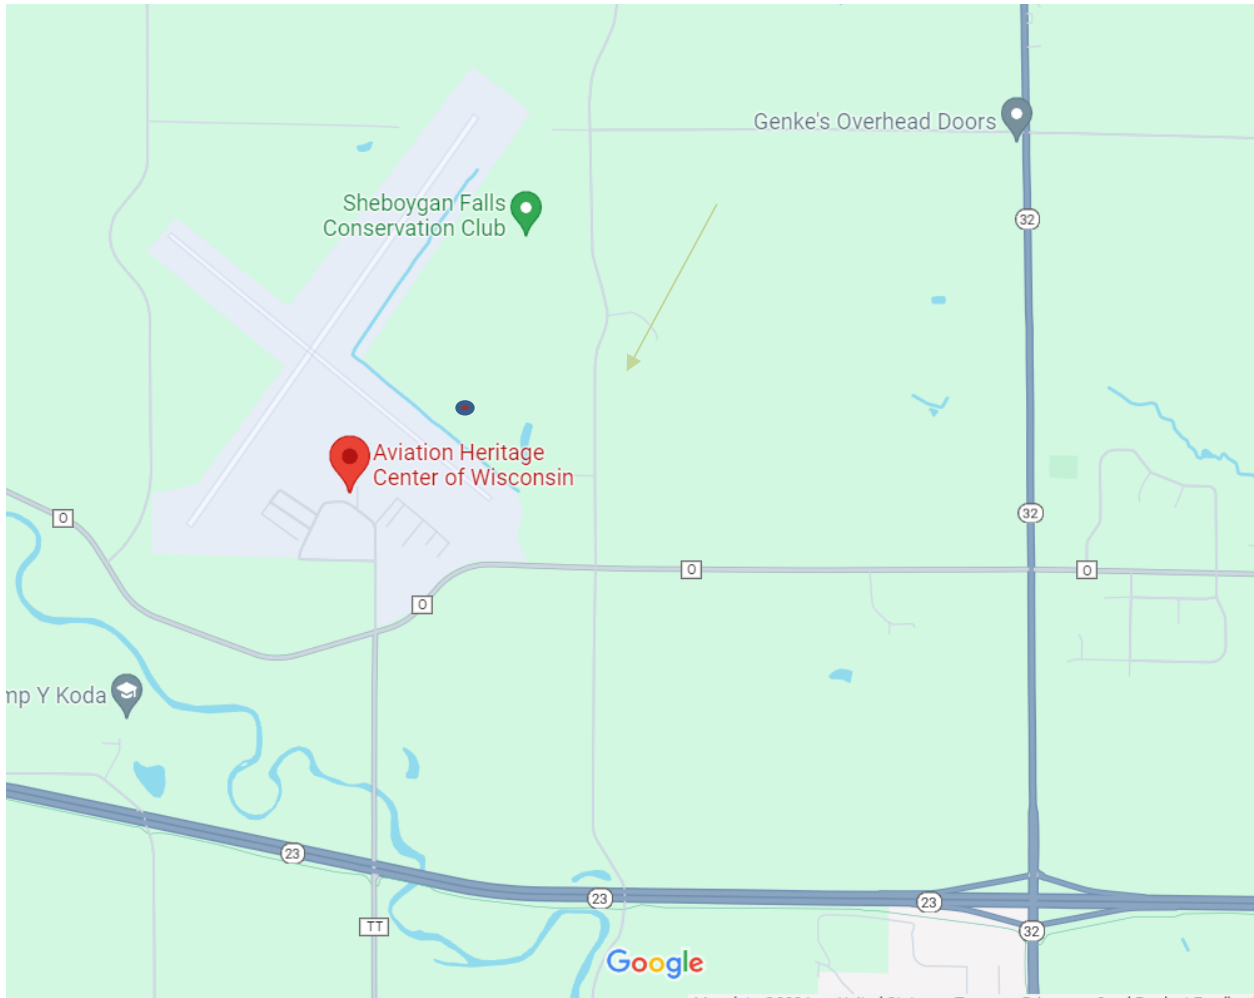 Genke's Overhead Doors
Sheboygan Falls
Conservation Club
32
Aviation Heritage
Center of Wisconsin
O
32
O
O
O
mp Y Koda
23
23
23
TT
32
Google